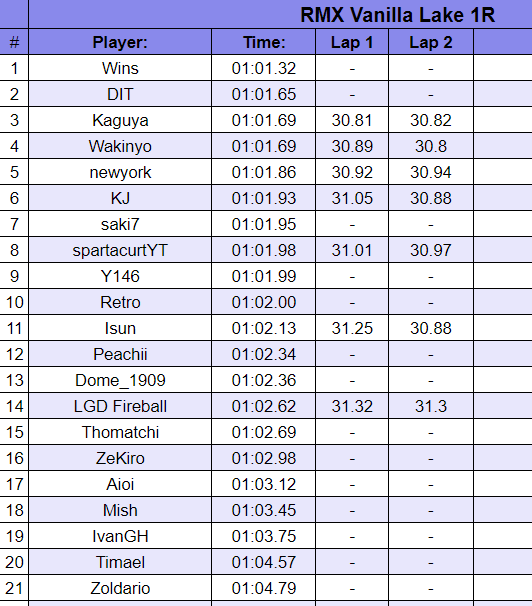 RMX Vanilla Lake 1R
# Player: Time: Lap 1 Lap 2
1 Wins 01:01.32 - -
2 DIT 01:01.65 - -
3 Kaguya 01:01.69 30.81 30.82
4 Wakinyo 01:01.69 30.89 30.8
5 newyork 01:01.86 30.92 30.94
6 KJ 01:01.93 31.05 30.88
7 saki7 01:01.95 - -
8 spartacurtYT 01:01.98 31.01 30.97
9 Y146 01:01.99 - -
10 Retro 01:02.00 - -
11 Isun 01:02.13 31.25 30.88
12 Peachii 01:02.34 - -
13 Dome_1909 01:02.36 - -
14 LGD Fireball 01:02.62 31.32 31.3
15 Thomatchi 01:02.69 - -
16 ZeKiro 01:02.98 - -
17 Aioi 01:03.12 - -
18 Mish 01:03.45 - -
19 IvanGH 01:03.75 - -
20 Timael 01:04.57 - -
21 Zoldario 01:04.79 - -